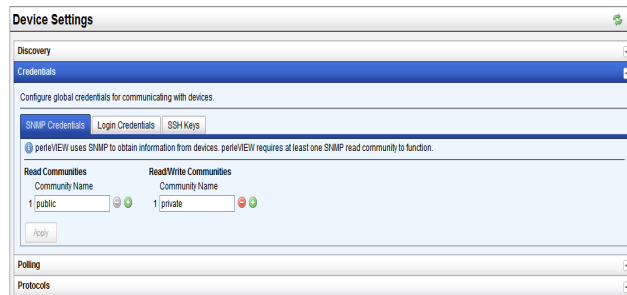 Device Settings
Discovery
Credentials
Configure global credentials for communicating with devices.
SNMP Credentials Login Credentials SSH Keys
perleVIEW uses SNMP to obtain information from devices. perleVIEW requires at least one SNMP read community to function.
Read Communities Read/Write Communities
Community Name Community Name
1 public 1 private
Apply
Polling
Protocols